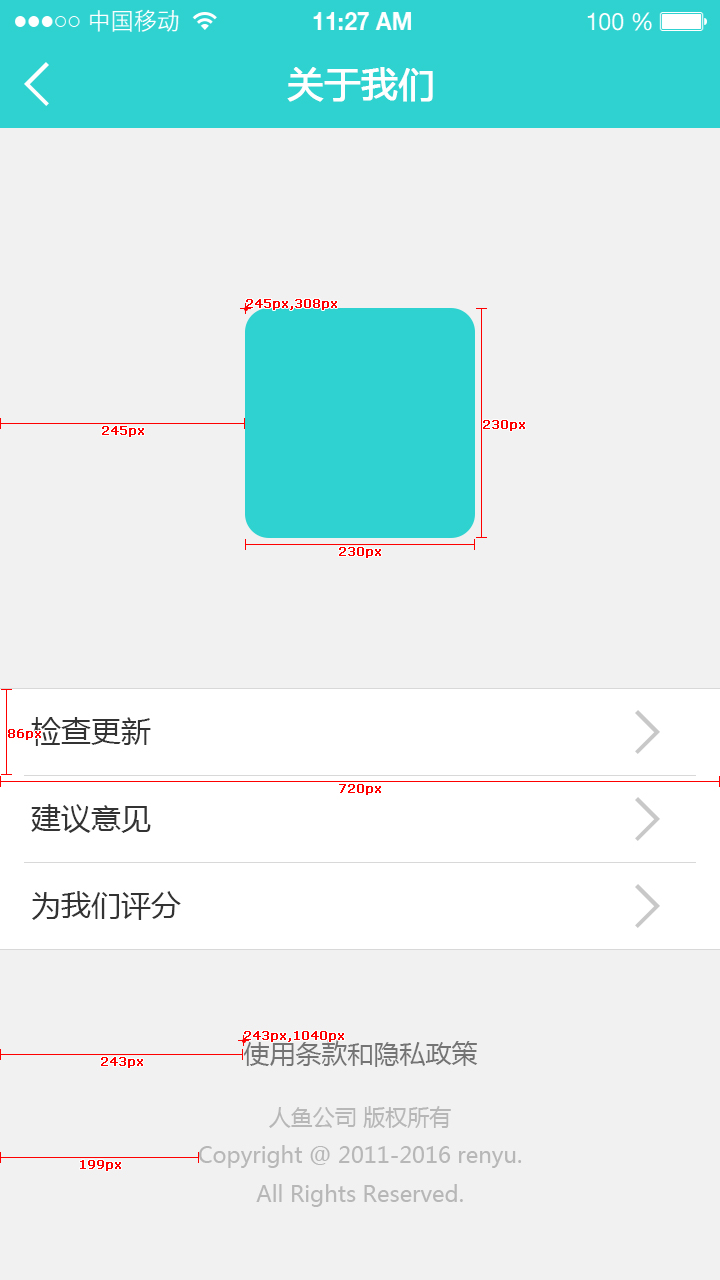 中国移动 11:27 AM 100 %
关于我们
245px,308px
245px
230px
230px
86px
检查更新
720px
建议意见
为我们评分
243px,1040px
使用条款和隐私政策
243px
人鱼公司 版权所有
Copyright @ 2011-2016 renyu.
199px
All Rights Reserved.